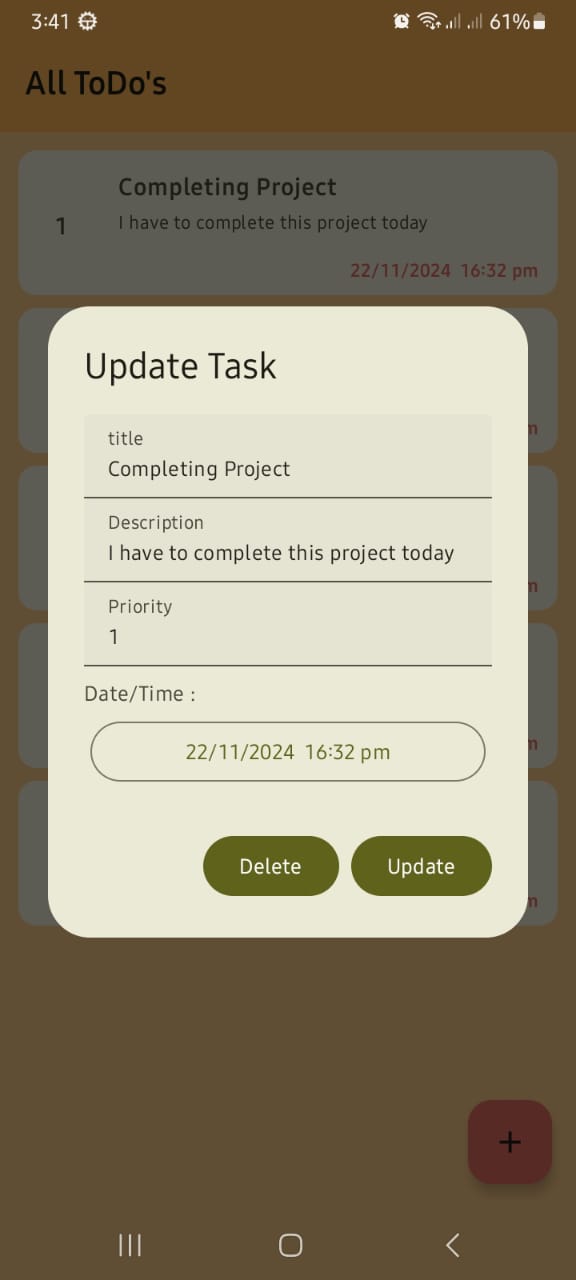 3:41 61%
All ToDo's
Completing Project
1
I have to complete this project today
22/11/2024 16:32 pm
Update Task
title
Completing Project
Description
I have to complete this project today
Priority
1
Date/Time :
22/11/2024 16:32 pm
Delete Update
+